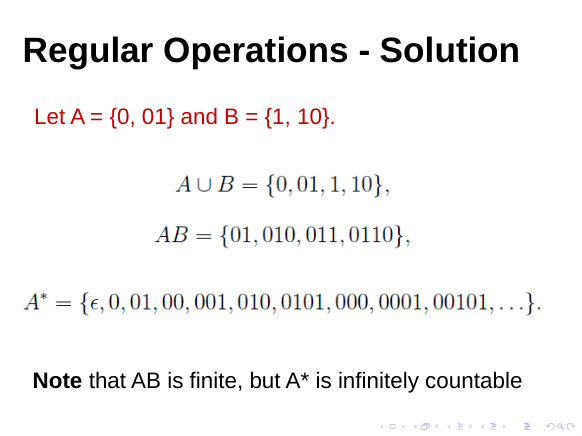 Regular Operations - Solution
Let A = {0, 01} and B = {1, 10}.
A ∪ B = {0, 01, 1, 10},
AB = {01, 010, 011, 0110},
A* = {ϵ, 0, 01, 00, 001, 010, 0101, 000, 0001, 00101, . . .}.
Note that AB is finite, but A* is infinitely countable